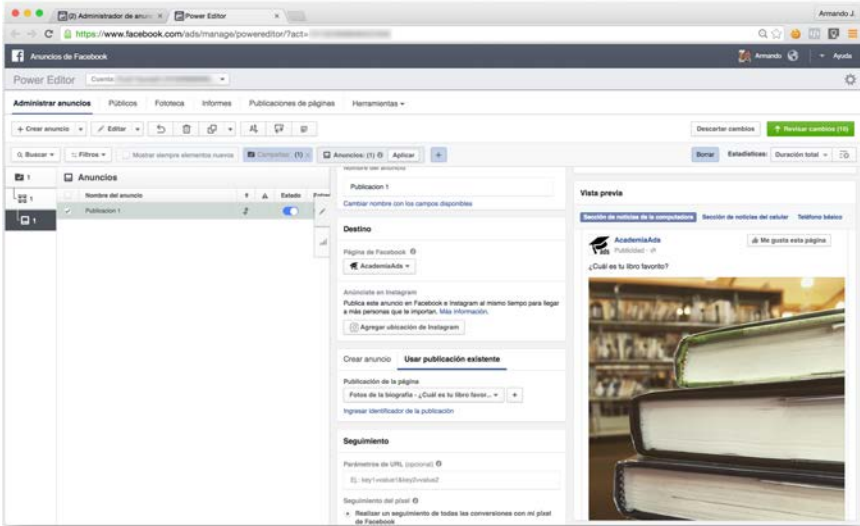 (2) Administrador de anunc
Power Editor
Armando J.
https://www.facebook.com/ads/manage/powereditor/?act=
Anuncios de Facebook
Armando
Ayuda
Power Editor
Cuenta:
Administrar anuncios
Públicos
Fototeca
Informes
Publicaciones de páginas
Herramientas
+ Crear anuncio
Editar
Descartar cambios
Revisar cambios (16)
Buscar
Filtros
Mostrar siempre elementos nuevos
Campañas: (1)
Anuncios: (1)
Aplicar
+
Borrar
Estadísticas:
Duración total
1
Anuncios
1
Nombre del anuncio
Estado
1
Publicacion 1
Nombre del anuncio
Publicacion 1
Cambiar nombre con los campos disponibles
Destino
Página de Facebook
AcademiaAds
Anúnciate en Instagram
Publica este anuncio en Facebook e Instagram al mismo tiempo para llegar
a más personas que te importan. Más información.
Agregar ubicación de Instagram
Crear anuncio
Usar publicación existente
Publicación de la página
Fotos de la biografía - ¿Cuál es tu libro favor...
+
Ingresar identificador de la publicación
Seguimiento
Parámetros de URL (opcional)
Ej.: key1=value1&key2=value2
Seguimiento del píxel
Realizar un seguimiento de todas las conversiones con mi píxel
de Facebook
Vista previa
Sección de noticias de la computadora
Sección de noticias del celular
Teléfono básico
ads
AcademiaAds
Publicidad
Me gusta esta página
¿Cuál es tu libro favorito?